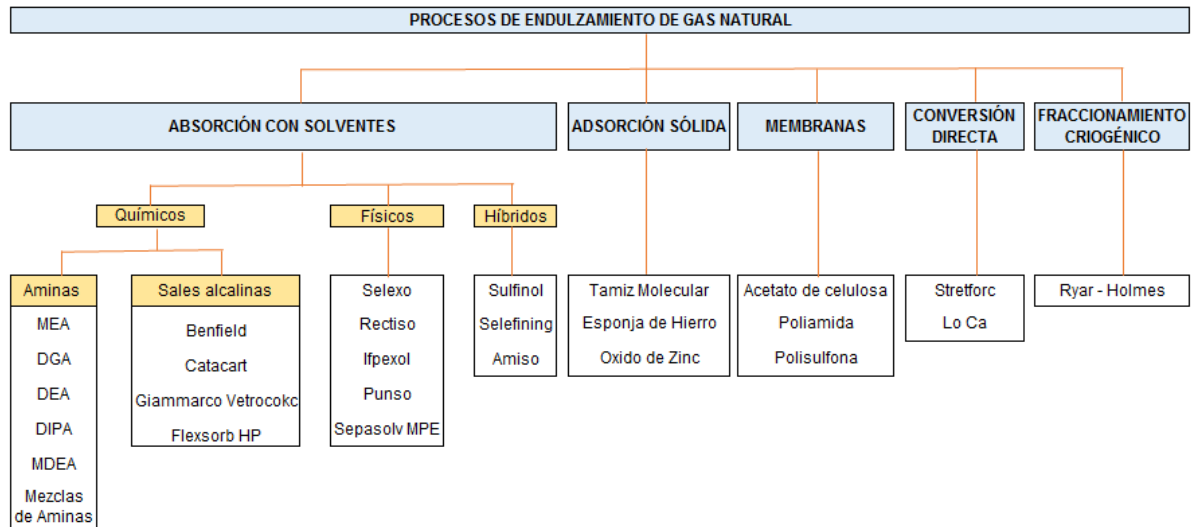 PROCESOS DE ENDULZAMIENTO DE GAS NATURAL
ABSORCIÓN CON SOLVENTES
ADSORCIÓN SÓLIDA
MEMBRANAS
CONVERSIÓN
DIRECTA
FRACCIONAMIENTO
CRIOGÉNICO
Químicos
Físicos
Híbridos
Aminas
MEA
DGA
DEA
DIPA
MDEA
Mezclas
de Aminas
Sales alcalinas
Benfield
Catacart
Giammarco Vetrocokc
Flexsorb HP
Selexo
Rectiso
Ifpexol
Punso
Sepasolv MPE
Sulfinol
Selefining
Amiso
Tamiz Molecular
Esponja de Hierro
Oxido de Zinc
Acetato de celulosa
Poliamida
Polisulfona
Stretforc
Lo Ca
Ryar - Holmes